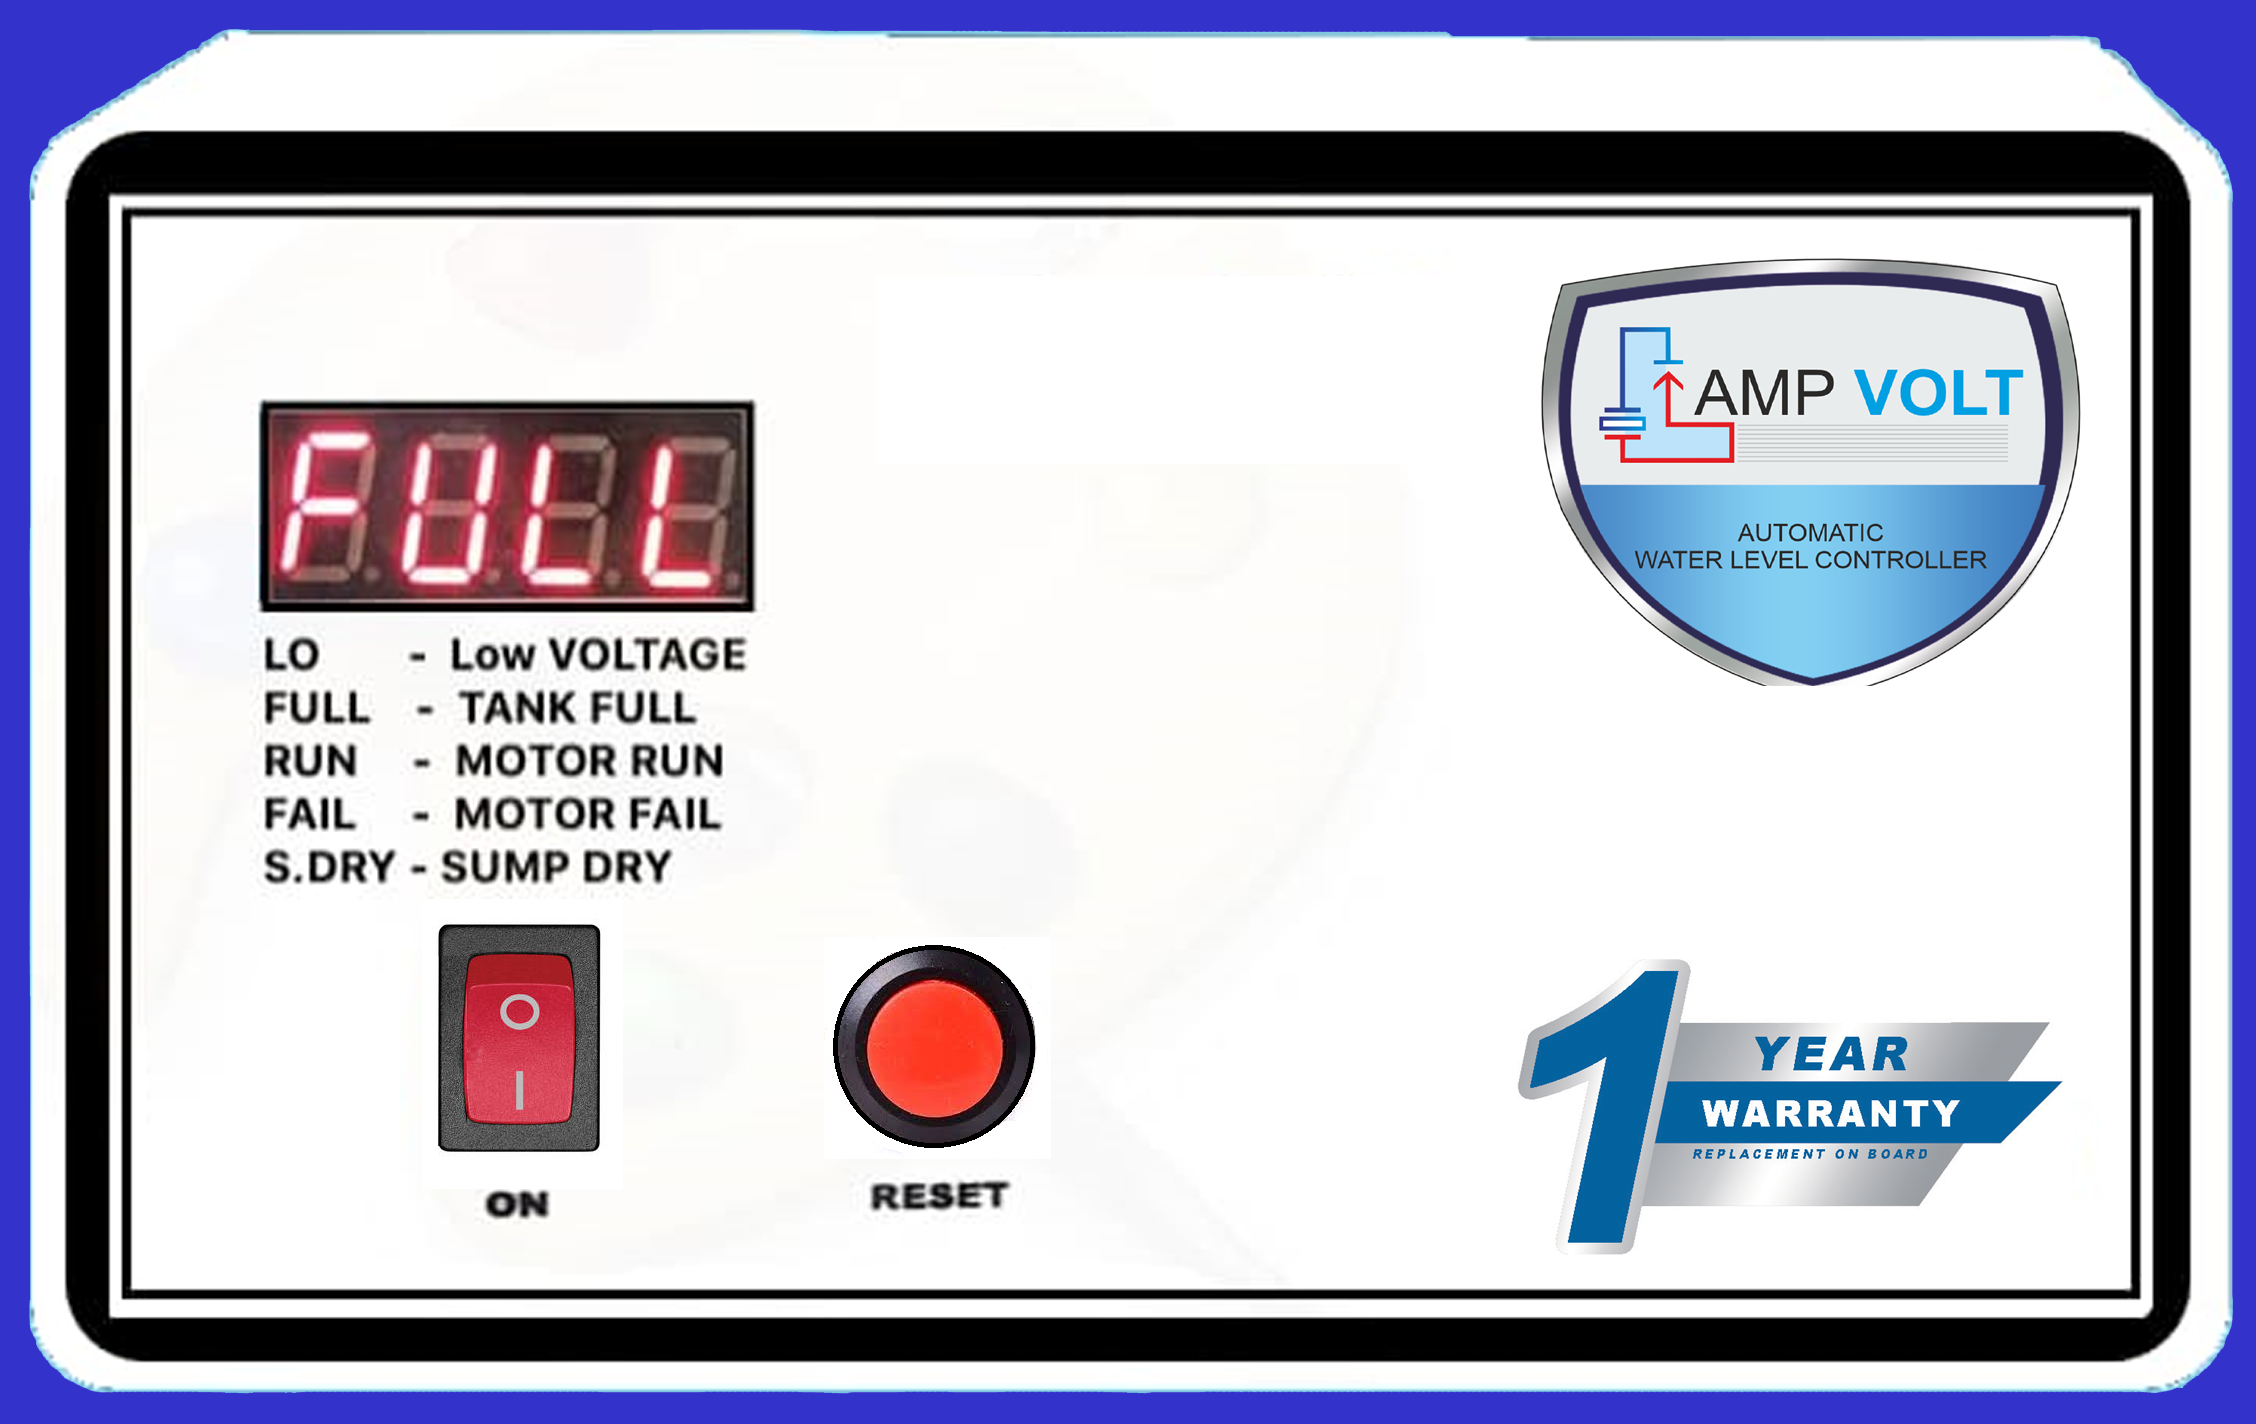 FULL
LO - Low VOLTAGE
FULL - TANK FULL
RUN - MOTOR RUN
FAIL - MOTOR FAIL
S.DRY - SUMP DRY
ON
RESET
AMP VOLT
AUTOMATIC
WATER LEVEL CONTROLLER
1 YEAR
WARRANTY
REPLACEMENT ON BOARD